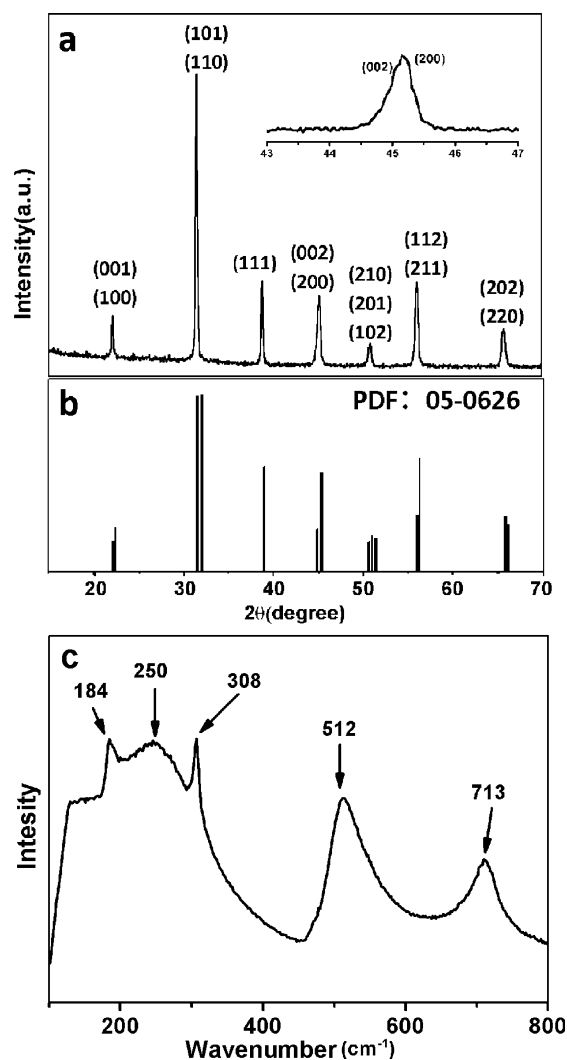 a
(101)
(110)
(002)
(200)
43 44 45 46 47
Intensity(a.u.)
(001)
(100)
(111)
(002)
(200)
(210)
(201)
(102)
(112)
(211)
(202)
(220)
b
PDF: 05-0626
20 30 40 50 60 70
2θ(degree)
c
184
250
308
512
713
Intesity
200 400 600 800
Wavenumber (cm-1)